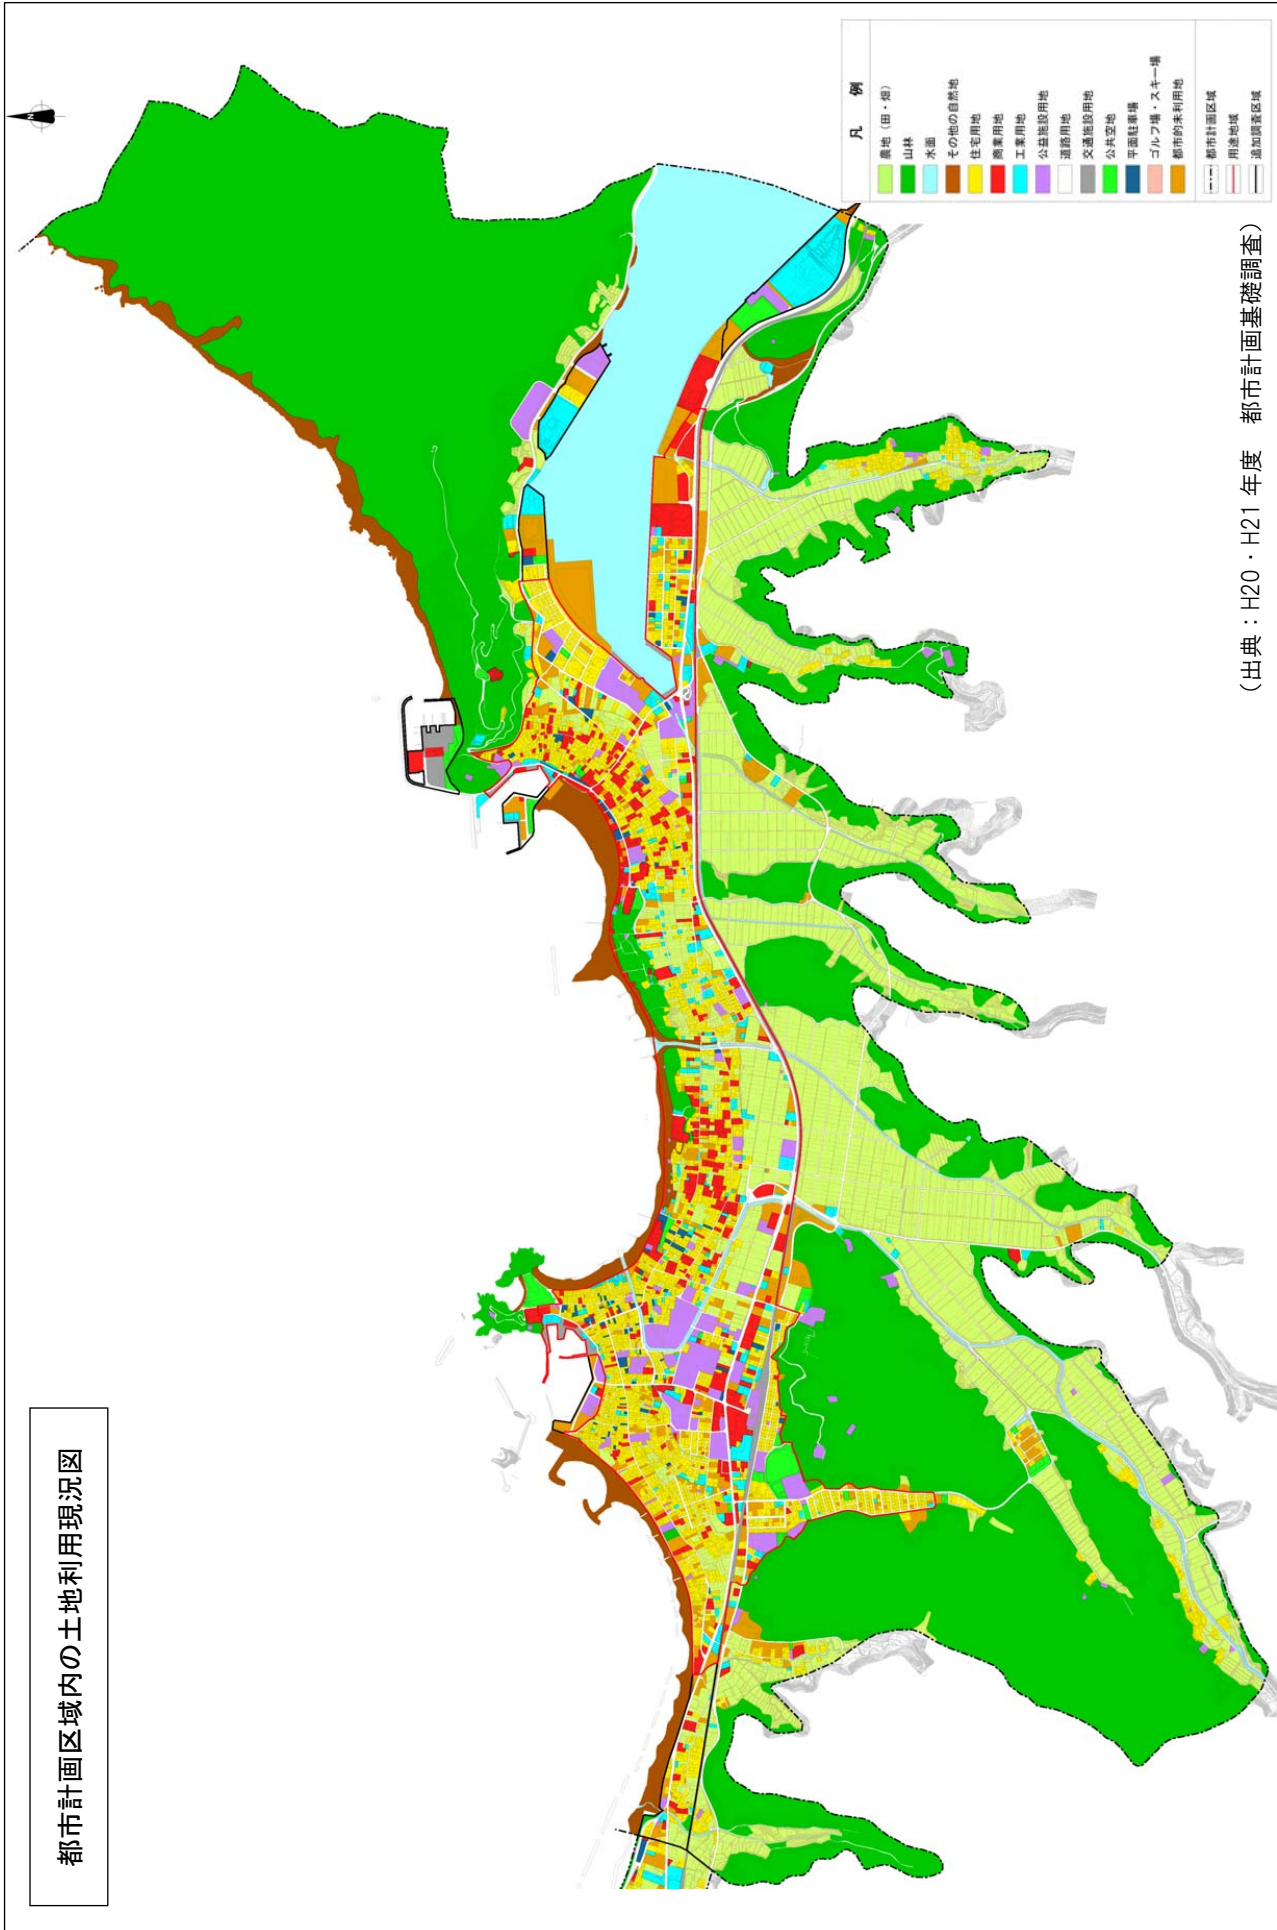 都市計画区域内の土地利用現況図
N
凡 例
農地（田・畑）
山林
水面
その他の自然地
住宅用地
商業用地
工業用地
公益施設用地
道路用地
交通施設用地
公共空地
平面駐車場
ゴルフ場・スキー場
都市的未利用地
都市計画区域
用途地域
追加調査区域
（出典：H20・H21年度 都市計画基礎調査）